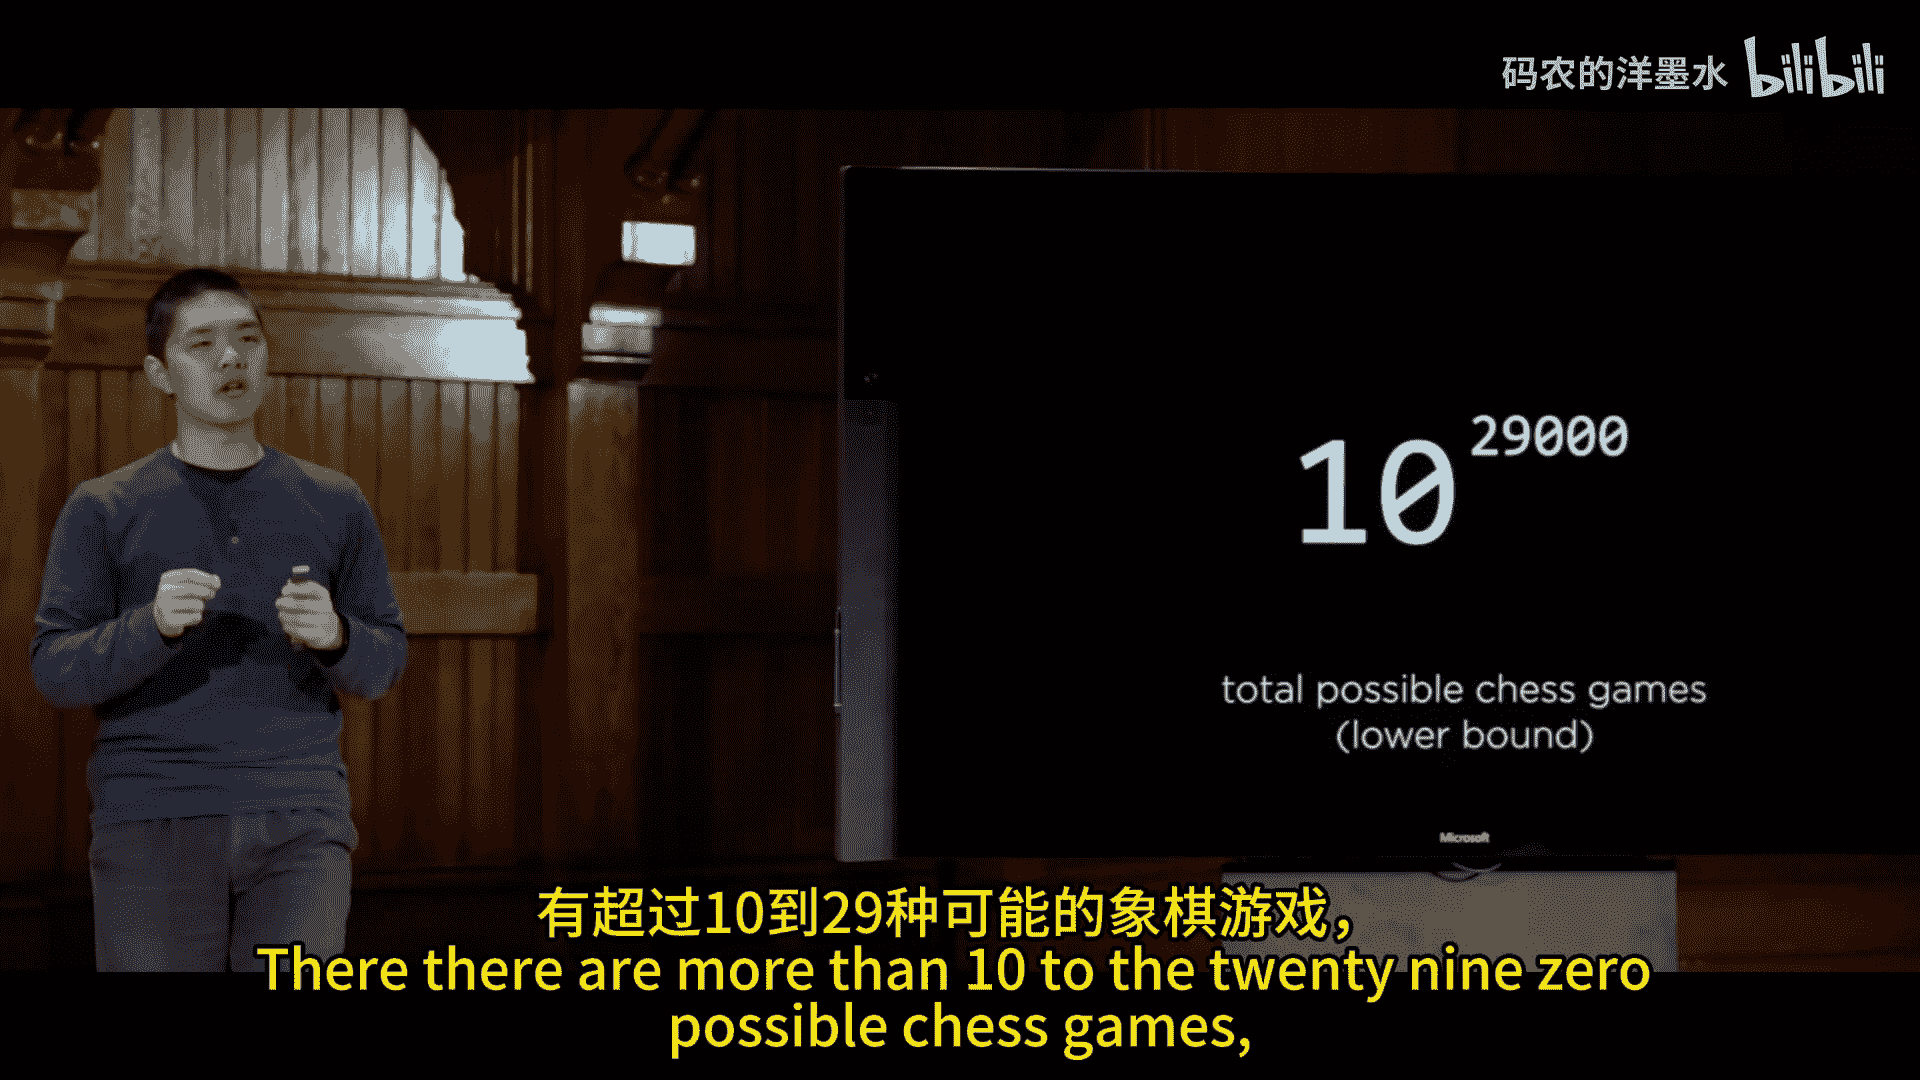 码农的洋墨水 bilibili
10^29000
total possible chess games
(lower bound)
Microsoft
有超过10到29种可能的象棋游戏，
There there are more than 10 to the twenty nine zero
possible chess games,